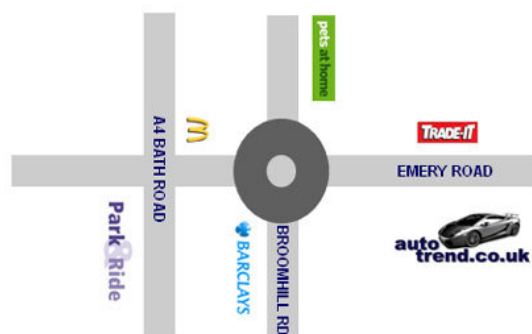 pets at home
A4 BATH ROAD
TRADE-IT
EMERY ROAD
Park & Ride
BARCLAYS
BROOMHILL RD
auto
trend.co.uk